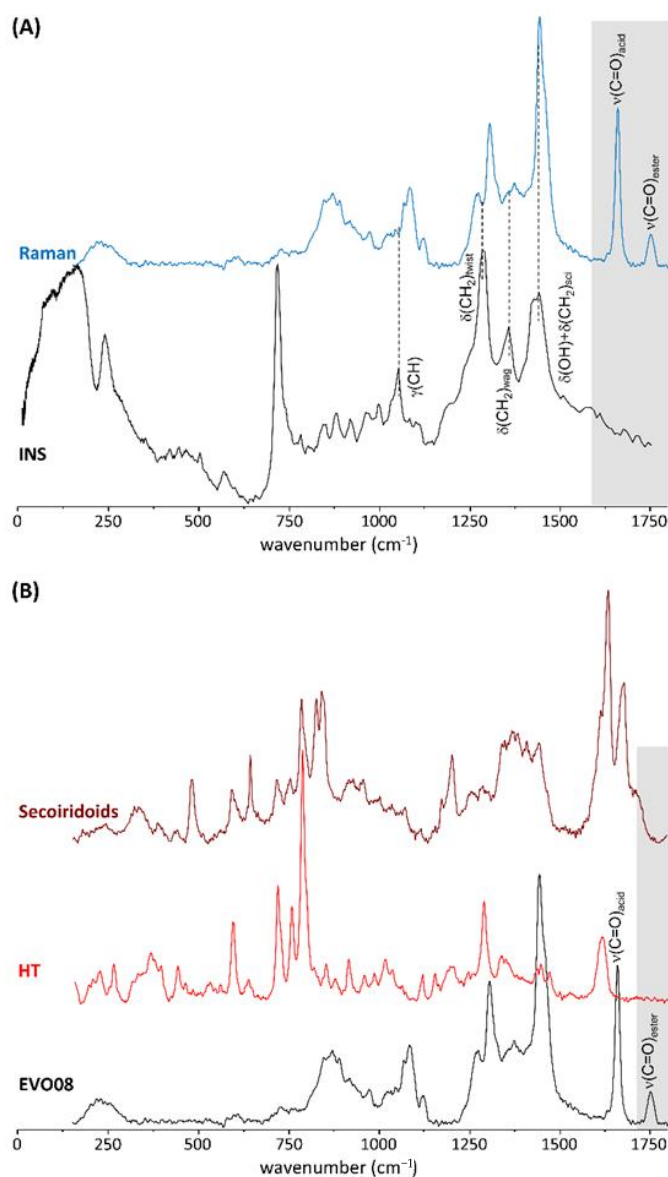 (A)
ν(C=O)acid
ν(C=O)ester
Raman
δ(CH₂)twist
γ(CH)
δ(CH₂)wag
δ(OH)+δ(CH₂)sci
INS
0 250 500 750 1000 1250 1500 1750
wavenumber (cm⁻¹)
(B)
Secoiridoids
HT
ν(C=O)acid
ν(C=O)ester
EVO08
0 250 500 750 1000 1250 1500 1750
wavenumber (cm⁻¹)